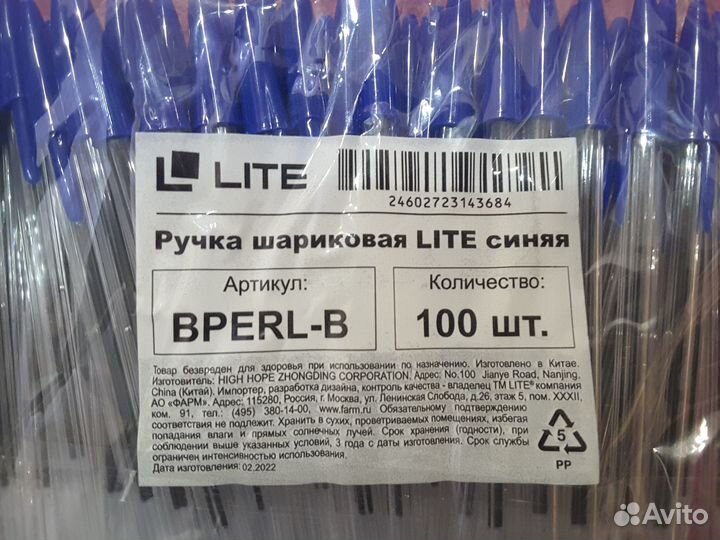 LITE
24602723143684
Ручка шариковая LITE синяя
Артикул:
BPERL-B
Количество:
100 шт.
Товар безвреден для здоровья при использовании по назначению. Изготовлено в Китае.
Изготовитель: HIGH HOPE ZHONGDING CORPORATION. Адрес: No.100 Jianye Road, Nanjing,
China (Китай). Импортер, разработка дизайна, контроль качества - владелец ТМ LITE® компания
АО «ФАРМ». Адрес: 115280, Россия, г. Москва, ул. Ленинская Слобода, д.26, этаж 5, пом. XXXII,
ком. 91, тел.: (495) 380-14-00, www.farm.ru Обязательному подтверждению
соответствия не подлежит. Хранить в сухих, проветриваемых помещениях, избегая
попадания влаги и прямых солнечных лучей. Срок хранения (годности), при
соблюдении выше указанных условий, 3 года с даты изготовления. Срок службы
ограничен интенсивностью использования.
Дата изготовления: 02.2022
5
PP
Avito